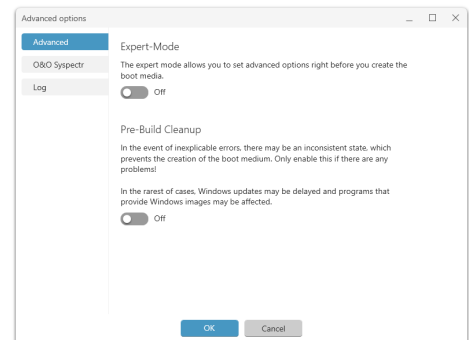 Advanced options
Advanced
O&O Syspectr
Log
Expert-Mode
The expert mode allows you to set advanced options right before you create the
boot media.
Off
Pre-Build Cleanup
In the event of inexplicable errors, there may be an inconsistent state, which
prevents the creation of the boot medium. Only enable this if there are any
problems!
In the rarest of cases, Windows updates may be delayed and programs that
provide Windows images may be affected.
Off
OK
Cancel